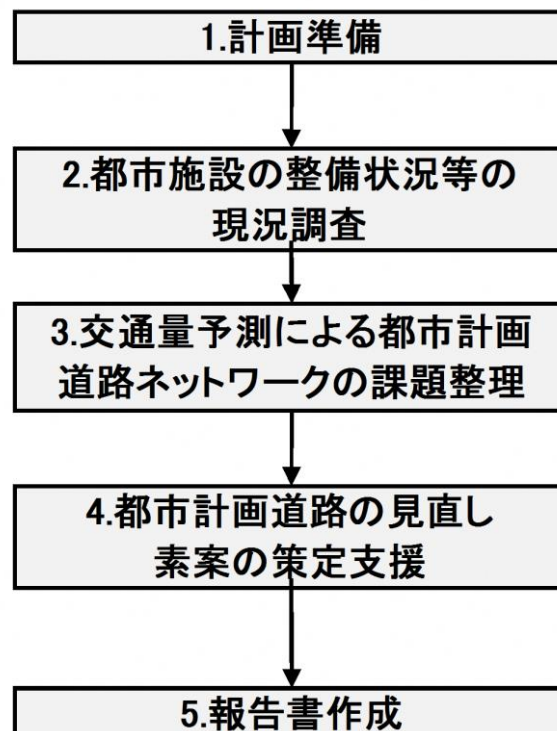 1.計画準備
2.都市施設の整備状況等の
現況調査
3.交通量予測による都市計画
道路ネットワークの課題整理
4.都市計画道路の見直し
素案の策定支援
5.報告書作成